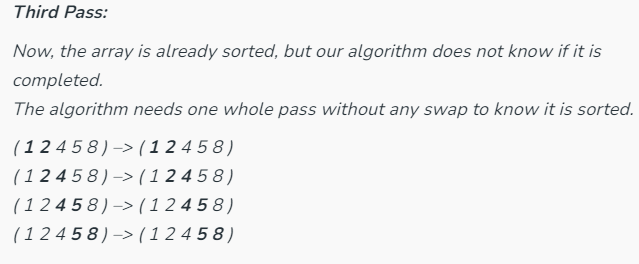 Third Pass:
Now, the array is already sorted, but our algorithm does not know if it is
completed.
The algorithm needs one whole pass without any swap to know it is sorted.
( 1 2 4 5 8 ) –> ( 1 2 4 5 8 )
( 1 2 4 5 8 ) –> ( 1 2 4 5 8 )
( 1 2 4 5 8 ) –> ( 1 2 4 5 8 )
( 1 2 4 5 8 ) –> ( 1 2 4 5 8 )